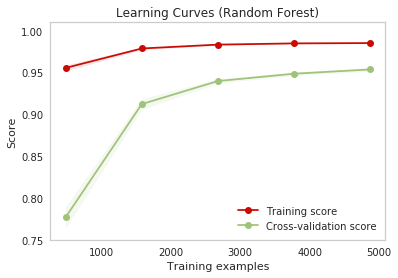 Learning Curves (Random Forest)
1.00
0.95
0.90
0.85
0.80
0.75
Score
Training score
Cross-validation score
1000
2000
3000
4000
5000
Training examples